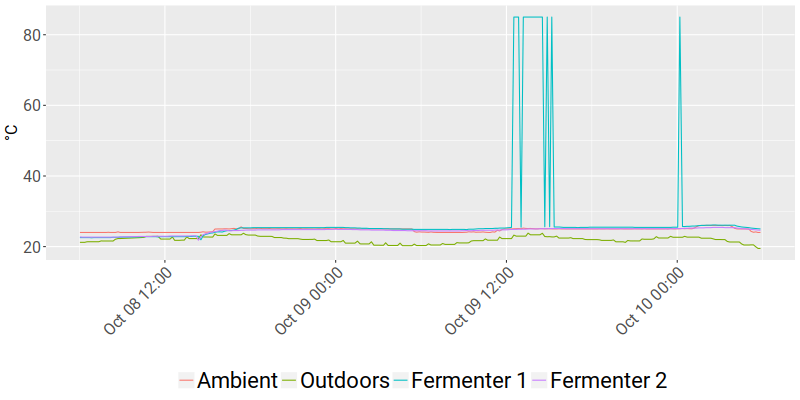 80
60
40
20
°C
Oct 08 12:00
Oct 09 00:00
Oct 09 12:00
Oct 10 00:00
Ambient Outdoors Fermenter 1 Fermenter 2